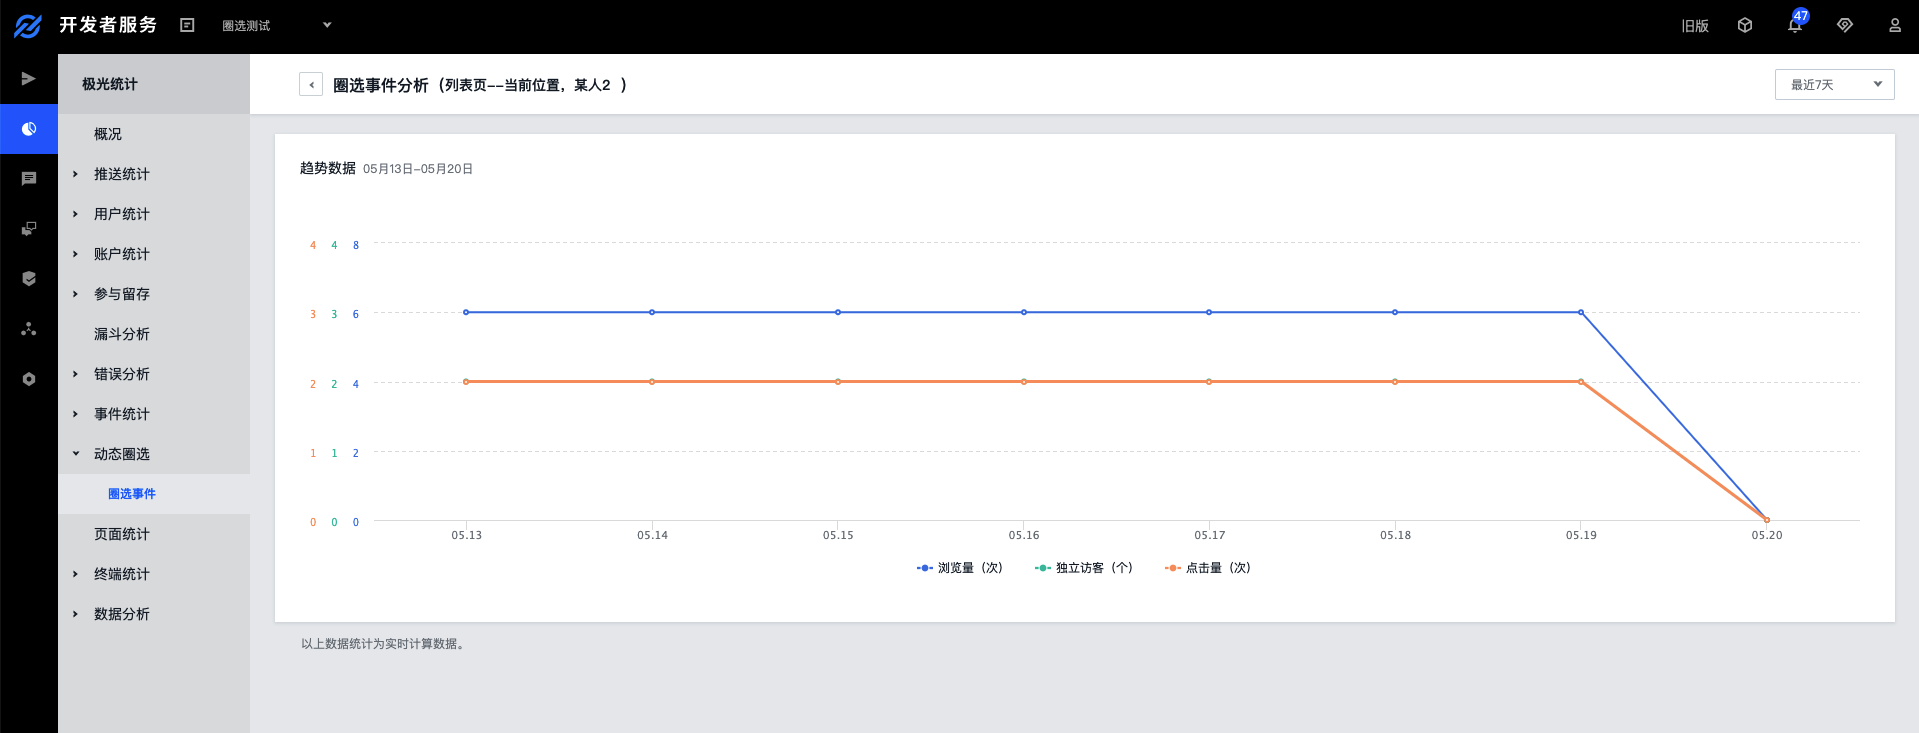 开发者服务
圈选测试
旧版
47
极光统计
概况
推送统计
用户统计
账户统计
参与留存
漏斗分析
错误分析
事件统计
动态圈选
圈选事件
页面统计
终端统计
数据分析
圈选事件分析（列表页--当前位置，某人2 ）
最近7天
趋势数据 05月13日-05月20日
4 4 8
3 3 6
2 2 4
1 1 2
0 0 0
05.13 05.14 05.15 05.16 05.17 05.18 05.19 05.20
浏览量（次） 独立访客（个） 点击量（次）
以上数据统计为实时计算数据。